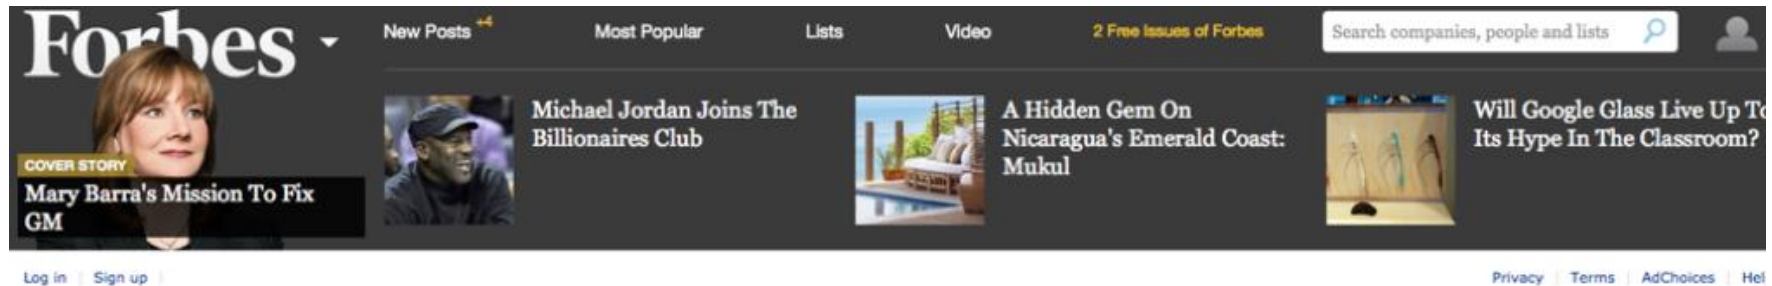 Forbes
New Posts +4
Most Popular
Lists
Video
2 Free Issues of Forbes
Search companies, people and lists
COVER STORY
Mary Barra's Mission To Fix
GM
Michael Jordan Joins The
Billionaires Club
A Hidden Gem On
Nicaragua's Emerald Coast:
Mukul
Will Google Glass Live Up To
Its Hype In The Classroom?
Log in
Sign up
Privacy
Terms
AdChoices
Hel